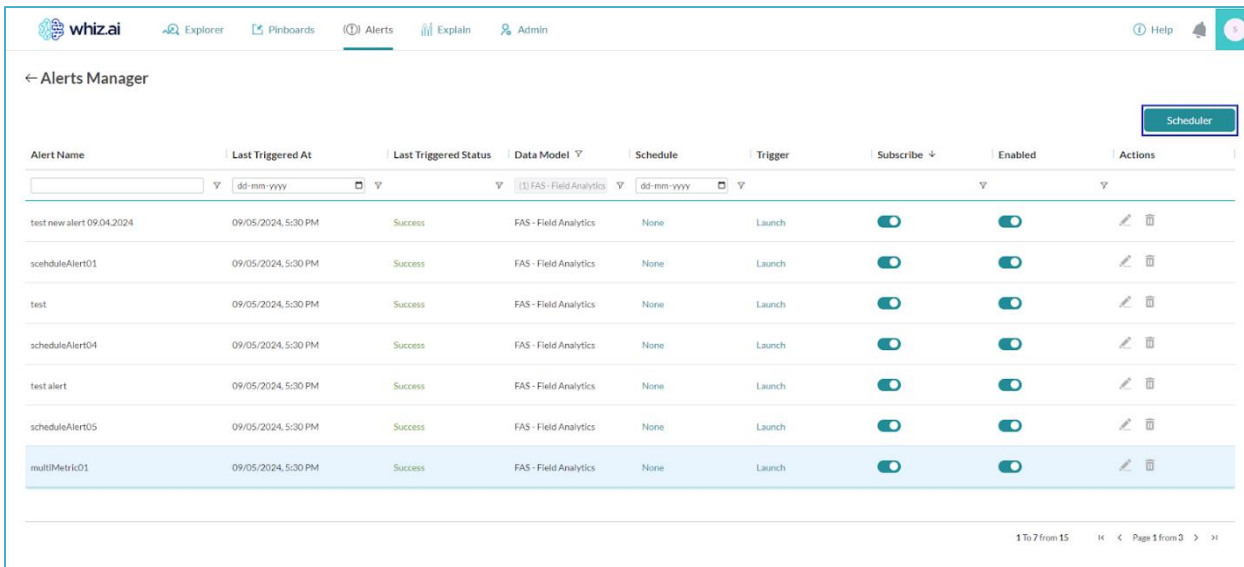 whiz.ai Explorer Pinboards Alerts Explain Admin Help S
Alerts Manager
Scheduler
Alert Name Last Triggered At Last Triggered Status Data Model Schedule Trigger Subscribe Enabled Actions
dd-mm-yyyy (1) FAS - Field Analytics dd-mm-yyyy
test new alert 09.04.2024 09/05/2024, 5:30 PM Success FAS - Field Analytics None Launch
scehduleAlert01 09/05/2024, 5:30 PM Success FAS - Field Analytics None Launch
test 09/05/2024, 5:30 PM Success FAS - Field Analytics None Launch
scheduleAlert04 09/05/2024, 5:30 PM Success FAS - Field Analytics None Launch
test alert 09/05/2024, 5:30 PM Success FAS - Field Analytics None Launch
scheduleAlert05 09/05/2024, 5:30 PM Success FAS - Field Analytics None Launch
multiMetric01 09/05/2024, 5:30 PM Success FAS - Field Analytics None Launch
1 To 7 from 15 Page 1 from 3